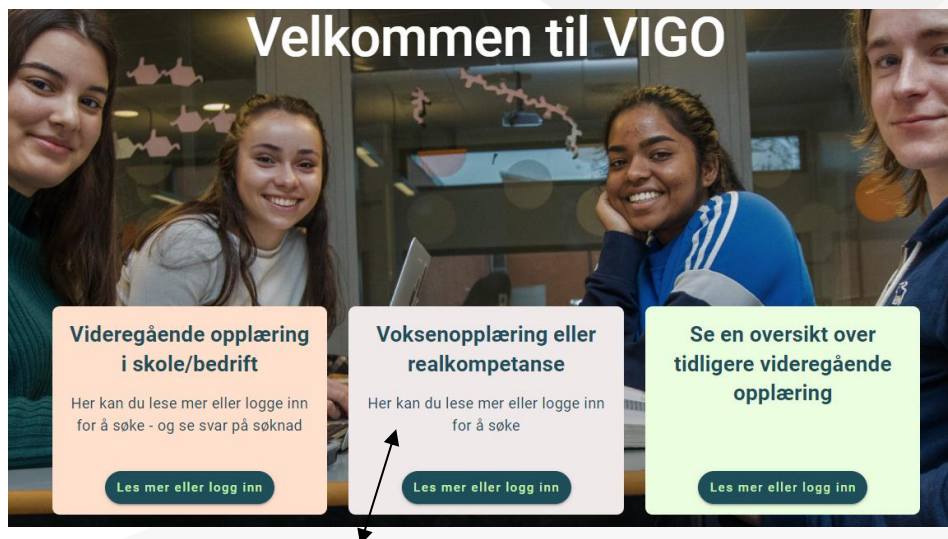 Velkommen til VIGO
Videregående opplæring
i skole/bedrift
Her kan du lese mer eller logge inn
for å søke - og se svar på søknad
Les mer eller logg inn
Voksenopplæring eller
realkompetanse
Her kan du lese mer eller logge inn
for å søke
Les mer eller logg inn
Se en oversikt over
tidligere videregående
opplæring
Les mer eller logg inn